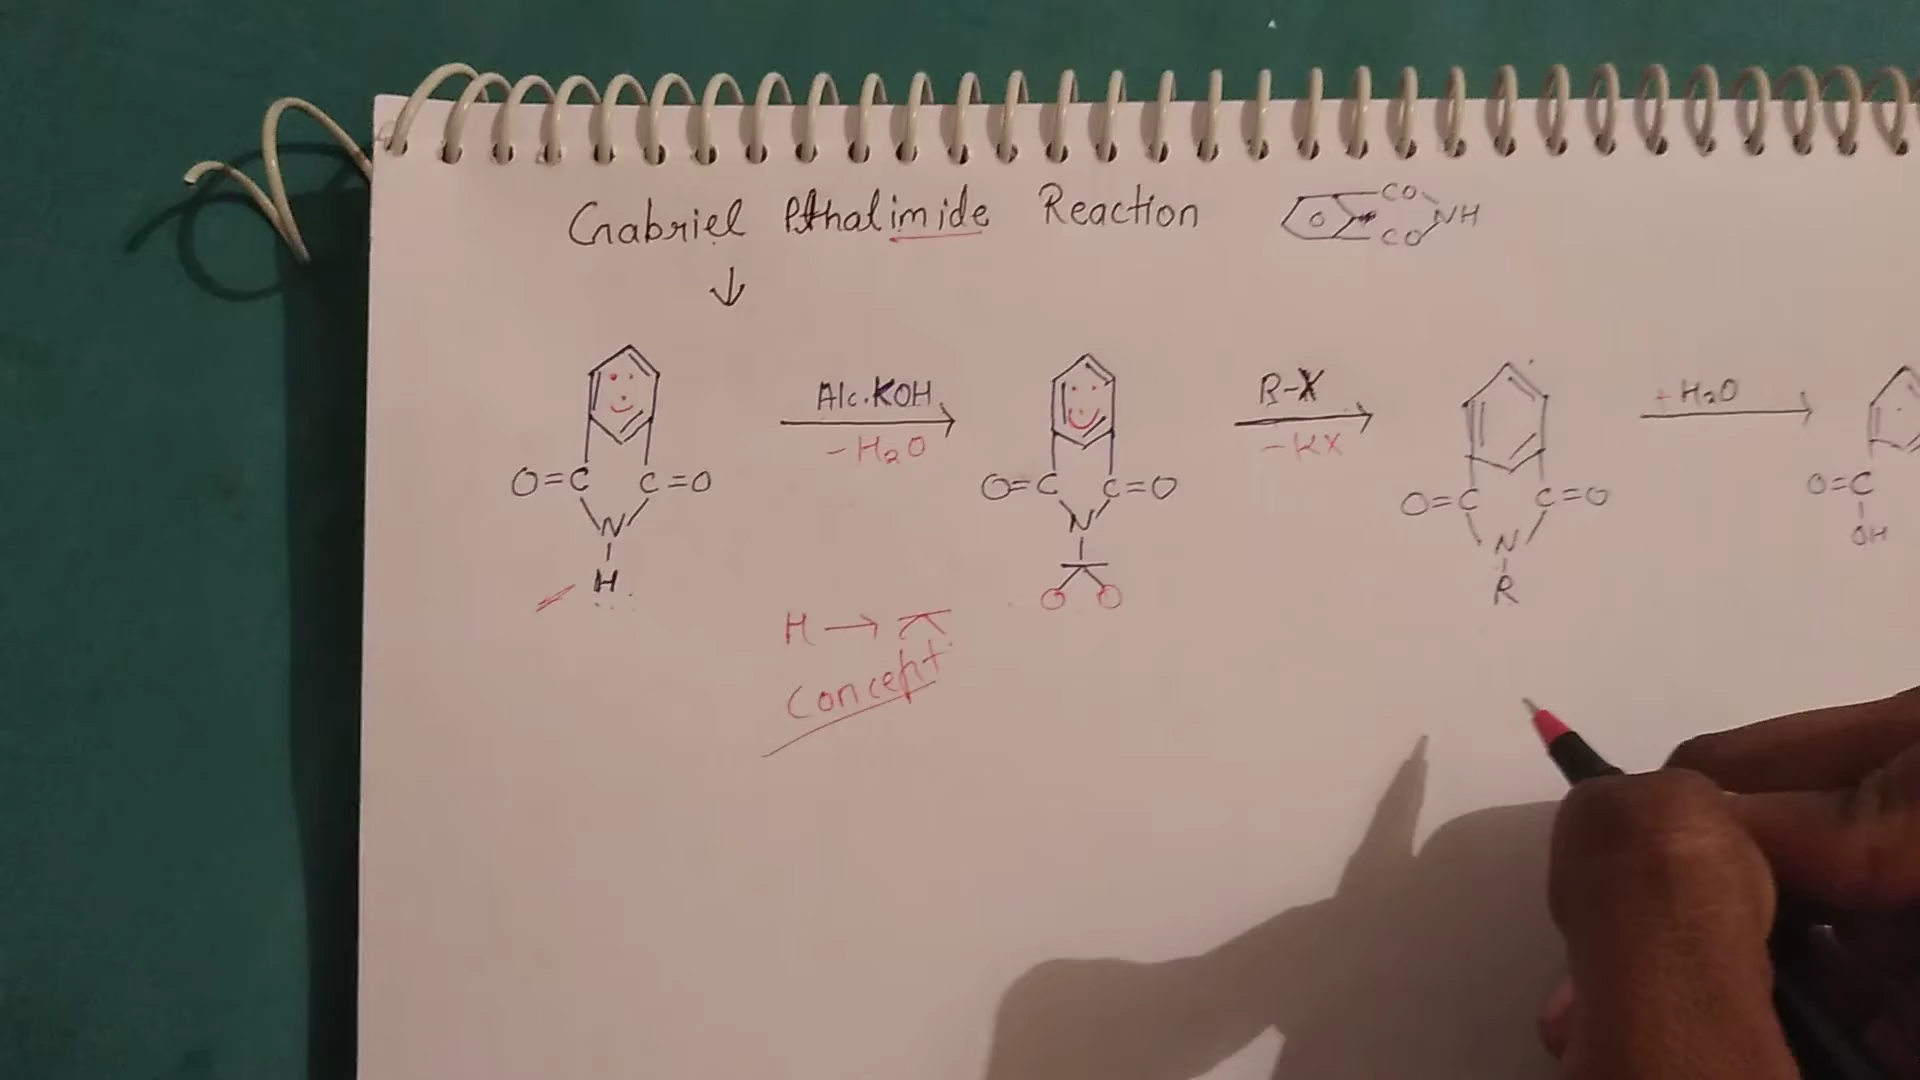 Gabriel Pthalimide Reaction
CO
NH
CO
Alc.KOH
-H₂O
R-X
-KX
+H₂O
O=C C=O
N
H
O=C C=O
N
K
O=C C=O
N
R
O=C
OH
H → K
Concept